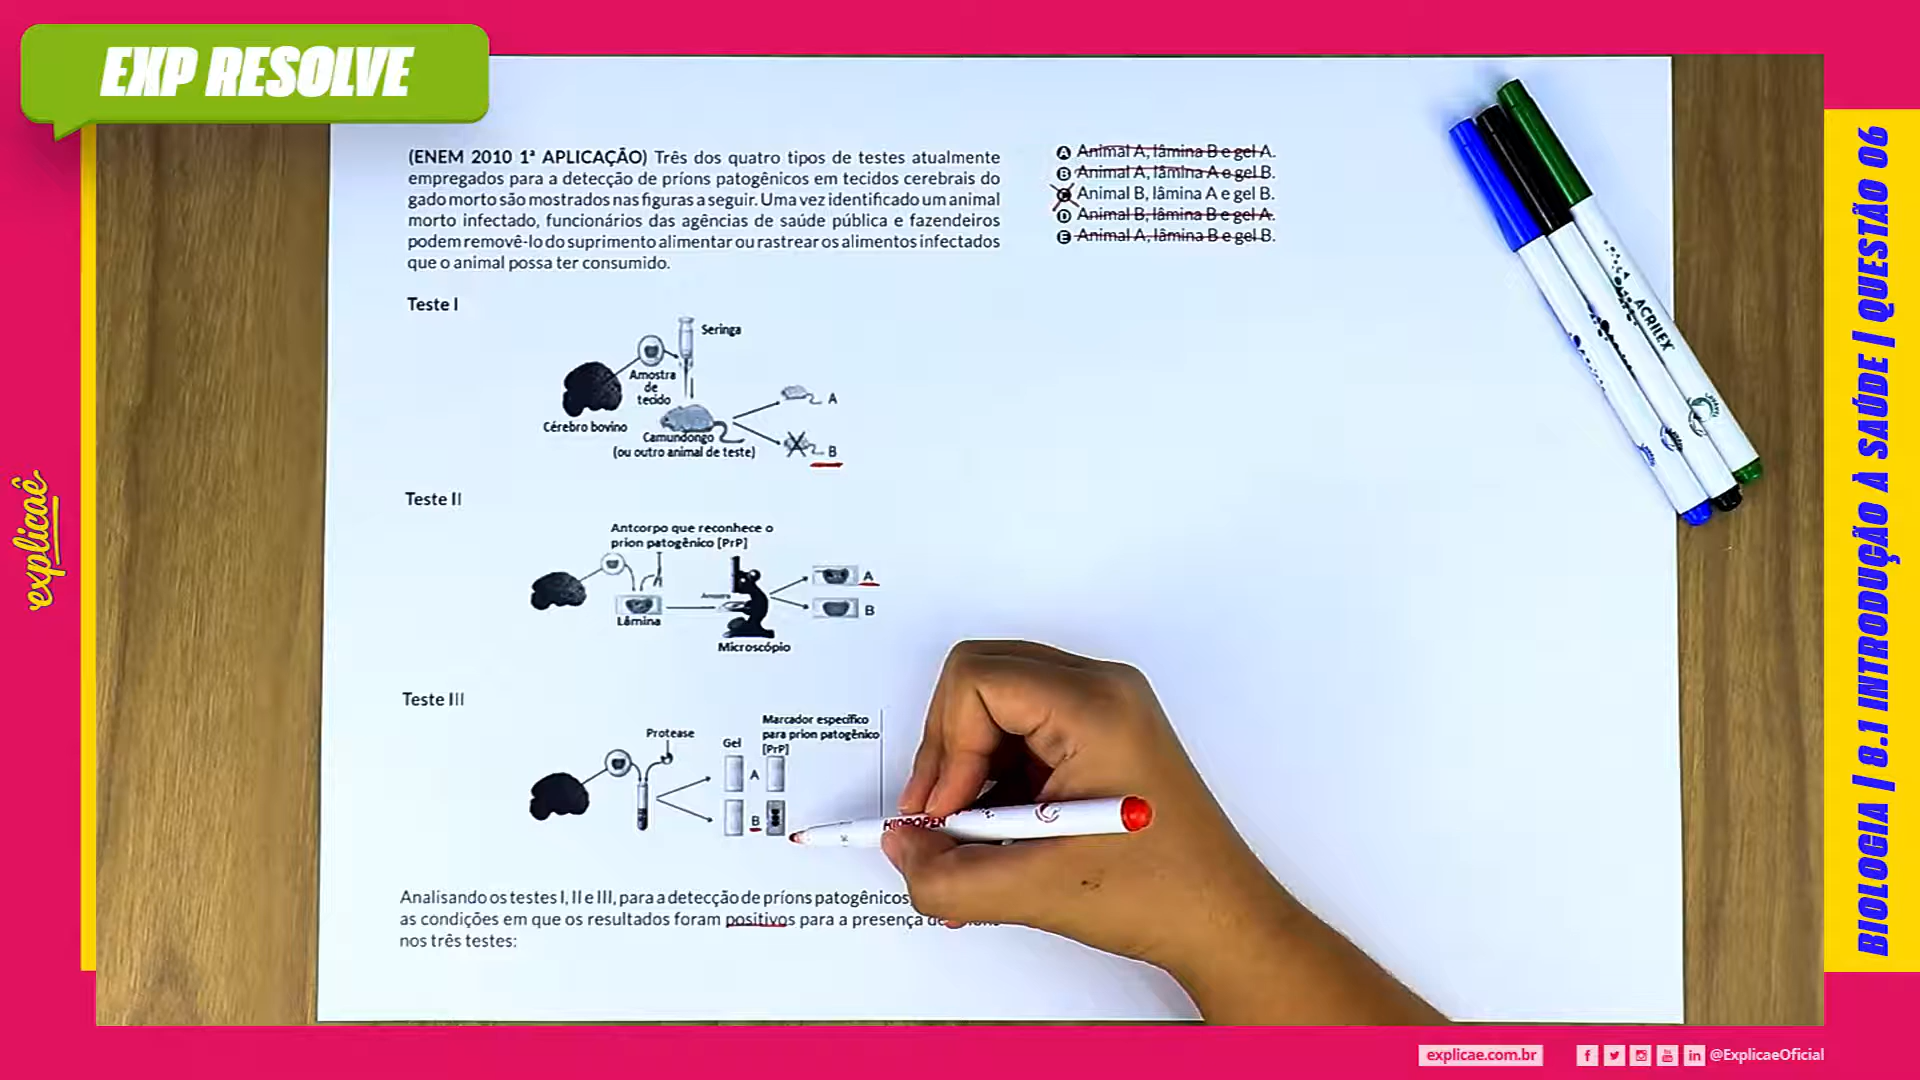 EXP RESOLVE
(ENEM 2010 1ª APLICAÇÃO) Três dos quatro tipos de testes atualmente
empregados para a detecção de príons patogênicos em tecidos cerebrais do
gado morto são mostrados nas figuras a seguir. Uma vez identificado um animal
morto infectado, funcionários das agências de saúde pública e fazendeiros
podem removê-lo do suprimento alimentar ou rastrear os alimentos infectados
que o animal possa ter consumido.
Teste I
Seringa
Amostra
de
tecido
A
Cérebro bovino
Camundongo
(ou outro animal de teste)
B
Teste II
Antcorpo que reconhece o
prion patogênico [PrP]
Amostra
A
B
Lâmina
Microscópio
Teste III
Marcador específico
para prion patogênico
[PrP]
Protease
Gel
A
B
Analisando os testes I, II e III, para a detecção de príons patogênicos,
as condições em que os resultados foram positivos para a presença de
nos três testes:
A Animal A, lâmina B e gel A.
B Animal A, lâmina A e gel B.
C Animal B, lâmina A e gel B.
D Animal B, lâmina B e gel A.
E Animal A, lâmina B e gel B.
ACRILEX
HIDROPEN
explicaê
BIOLOGIA | 8.1 INTRODUÇÃO À SAÚDE | QUESTÃO 06
explicae.com.br
@ExplicaeOficial